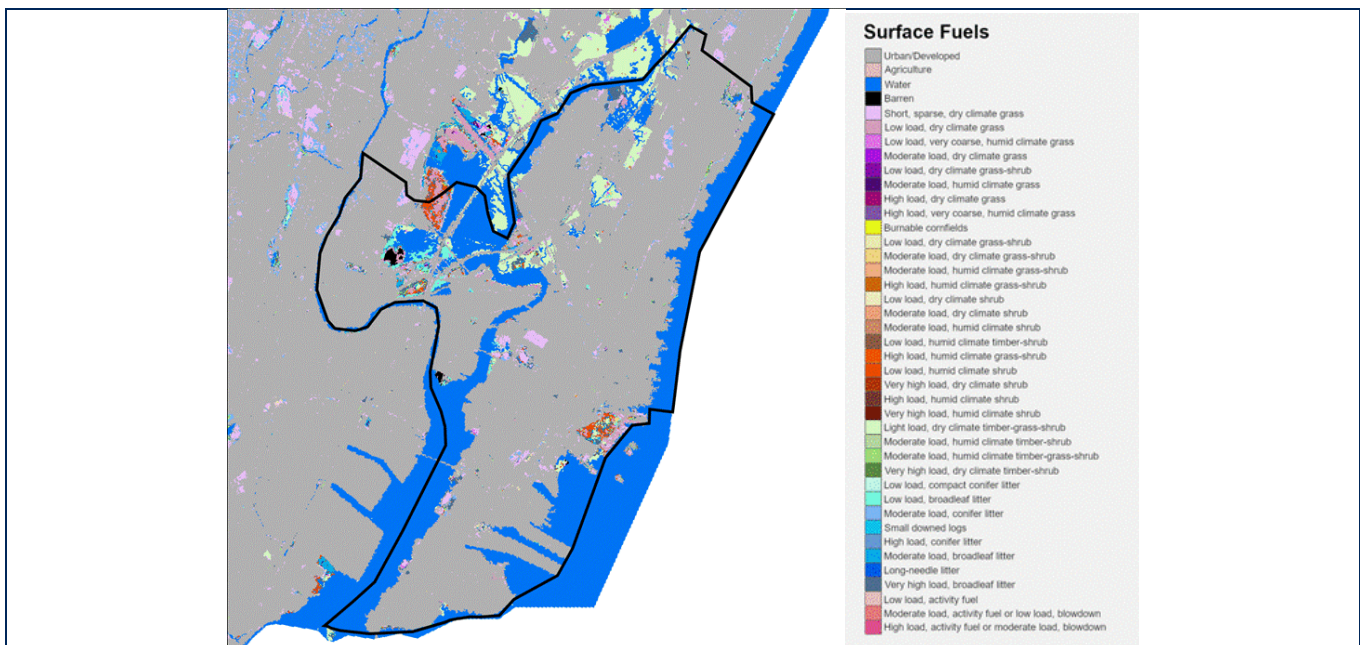 Surface Fuels
Urban/Developed
Agriculture
Water
Barren
Short, sparse, dry climate grass
Low load, dry climate grass
Low load, very coarse, humid climate grass
Moderate load, dry climate grass
Low load, dry climate grass-shrub
Moderate load, humid climate grass
High load, dry climate grass
High load, very coarse, humid climate grass
Burnable cornfields
Low load, dry climate grass-shrub
Moderate load, dry climate grass-shrub
Moderate load, humid climate grass-shrub
High load, humid climate grass-shrub
Low load, dry climate shrub
Moderate load, dry climate shrub
Moderate load, humid climate shrub
Low load, humid climate timber-shrub
High load, humid climate grass-shrub
Low load, humid climate shrub
Very high load, dry climate shrub
High load, humid climate shrub
Very high load, humid climate shrub
Light load, dry climate timber-grass-shrub
Moderate load, humid climate timber-shrub
Moderate load, humid climate timber-grass-shrub
Very high load, dry climate timber-shrub
Low load, compact conifer litter
Low load, broadleaf litter
Moderate load, conifer litter
Small downed logs
High load, conifer litter
Moderate load, broadleaf litter
Long-needle litter
Very high load, broadleaf litter
Low load, activity fuel
Moderate load, activity fuel or low load, blowdown
High load, activity fuel or moderate load, blowdown